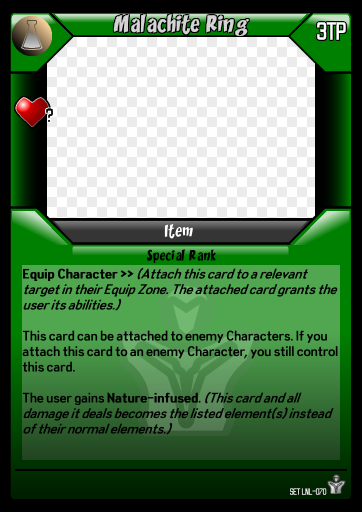 Malachite Ring
3TP
?
Item
Special Rank
Equip Character >> (Attach this card to a relevant
target in their Equip Zone. The attached card grants the
user its abilities.)
This card can be attached to enemy Characters. If you
attach this card to an enemy Character, you still control
this card.
The user gains Nature-infused. (This card and all
damage it deals becomes the listed element(s) instead
of their normal elements.)
SET LNL-070